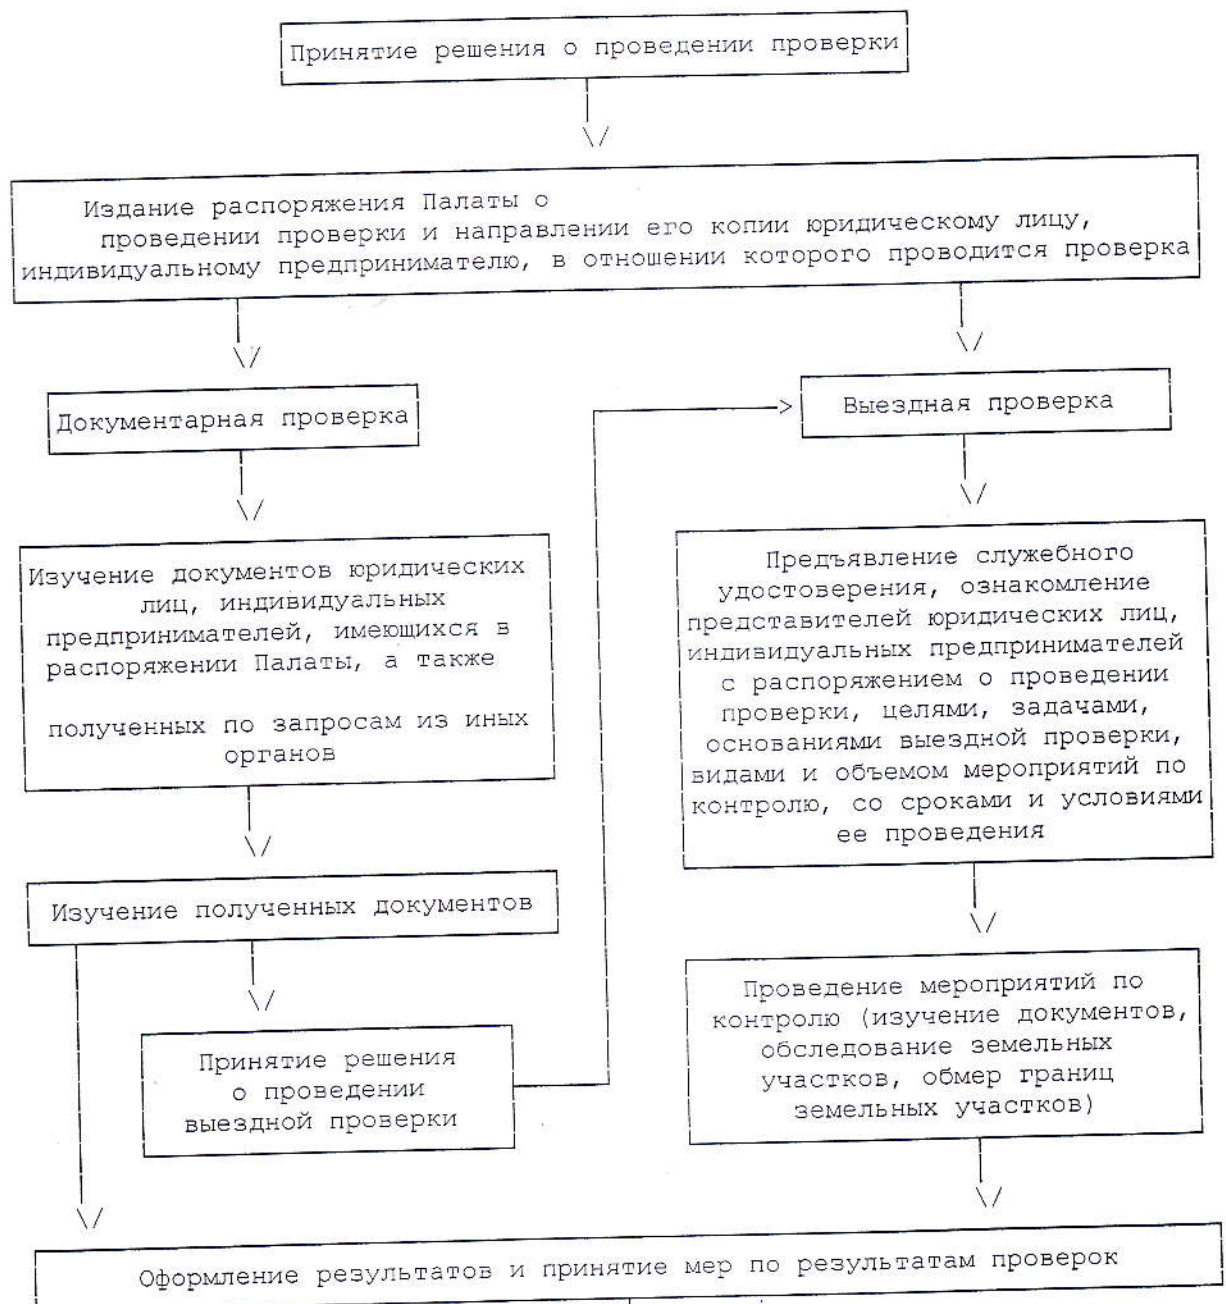 Принятие решения о проведении проверки
Издание распоряжения Палаты о
проведении проверки и направлении его копии юридическому лицу,
индивидуальному предпринимателю, в отношении которого проводится проверка
Документарная проверка
Выездная проверка
Изучение документов юридических
лиц, индивидуальных
предпринимателей, имеющихся в
распоряжении Палаты, а также
полученных по запросам из иных
органов
Предъявление служебного
удостоверения, ознакомление
представителей юридических лиц,
индивидуальных предпринимателей
с распоряжением о проведении
проверки, целями, задачами,
основаниями выездной проверки,
видами и объемом мероприятий по
контролю, со сроками и условиями
ее проведения
Изучение полученных документов
Принятие решения
о проведении
выездной проверки
Проведение мероприятий по
контролю (изучение документов,
обследование земельных
участков, обмер границ
земельных участков)
Оформление результатов и принятие мер по результатам проверок